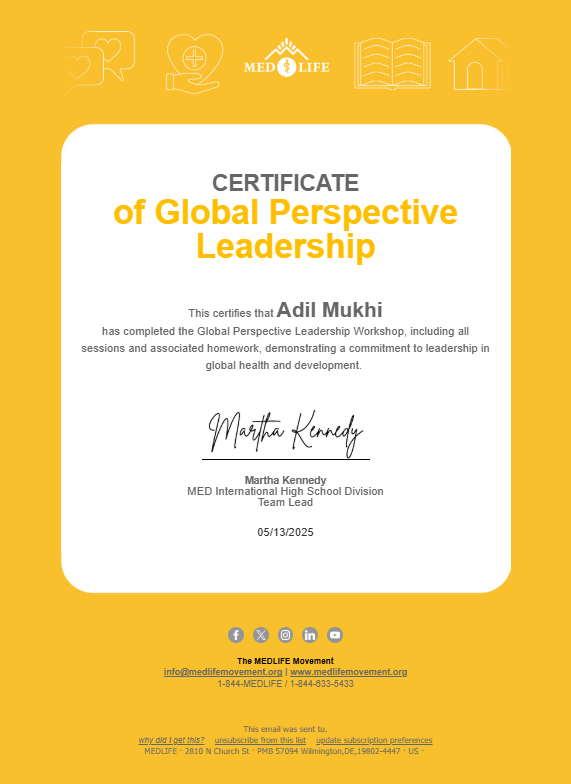 MED LIFE
CERTIFICATE
of Global Perspective
Leadership
This certifies that Adil Mukhi
has completed the Global Perspective Leadership Workshop, including all
sessions and associated homework, demonstrating a commitment to leadership in
global health and development.
Martha Kennedy
Martha Kennedy
MED International High School Division
Team Lead
05/13/2025
The MEDLIFE Movement
info@medlifemovement.org | www.medlifemovement.org
1-844-MEDLIFE / 1-844-633-5433
This email was sent to.
why did I get this? unsubscribe from this list update subscription preferences
MEDLIFE · 2810 N Church St · PMB 57094 Wilmington,DE,19802-4447 · US ·